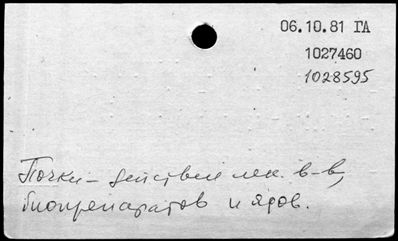 06.10.81 ГА
1027460
1028595
Почки – действие лек. в-в,
биопрепаратов и ядов.